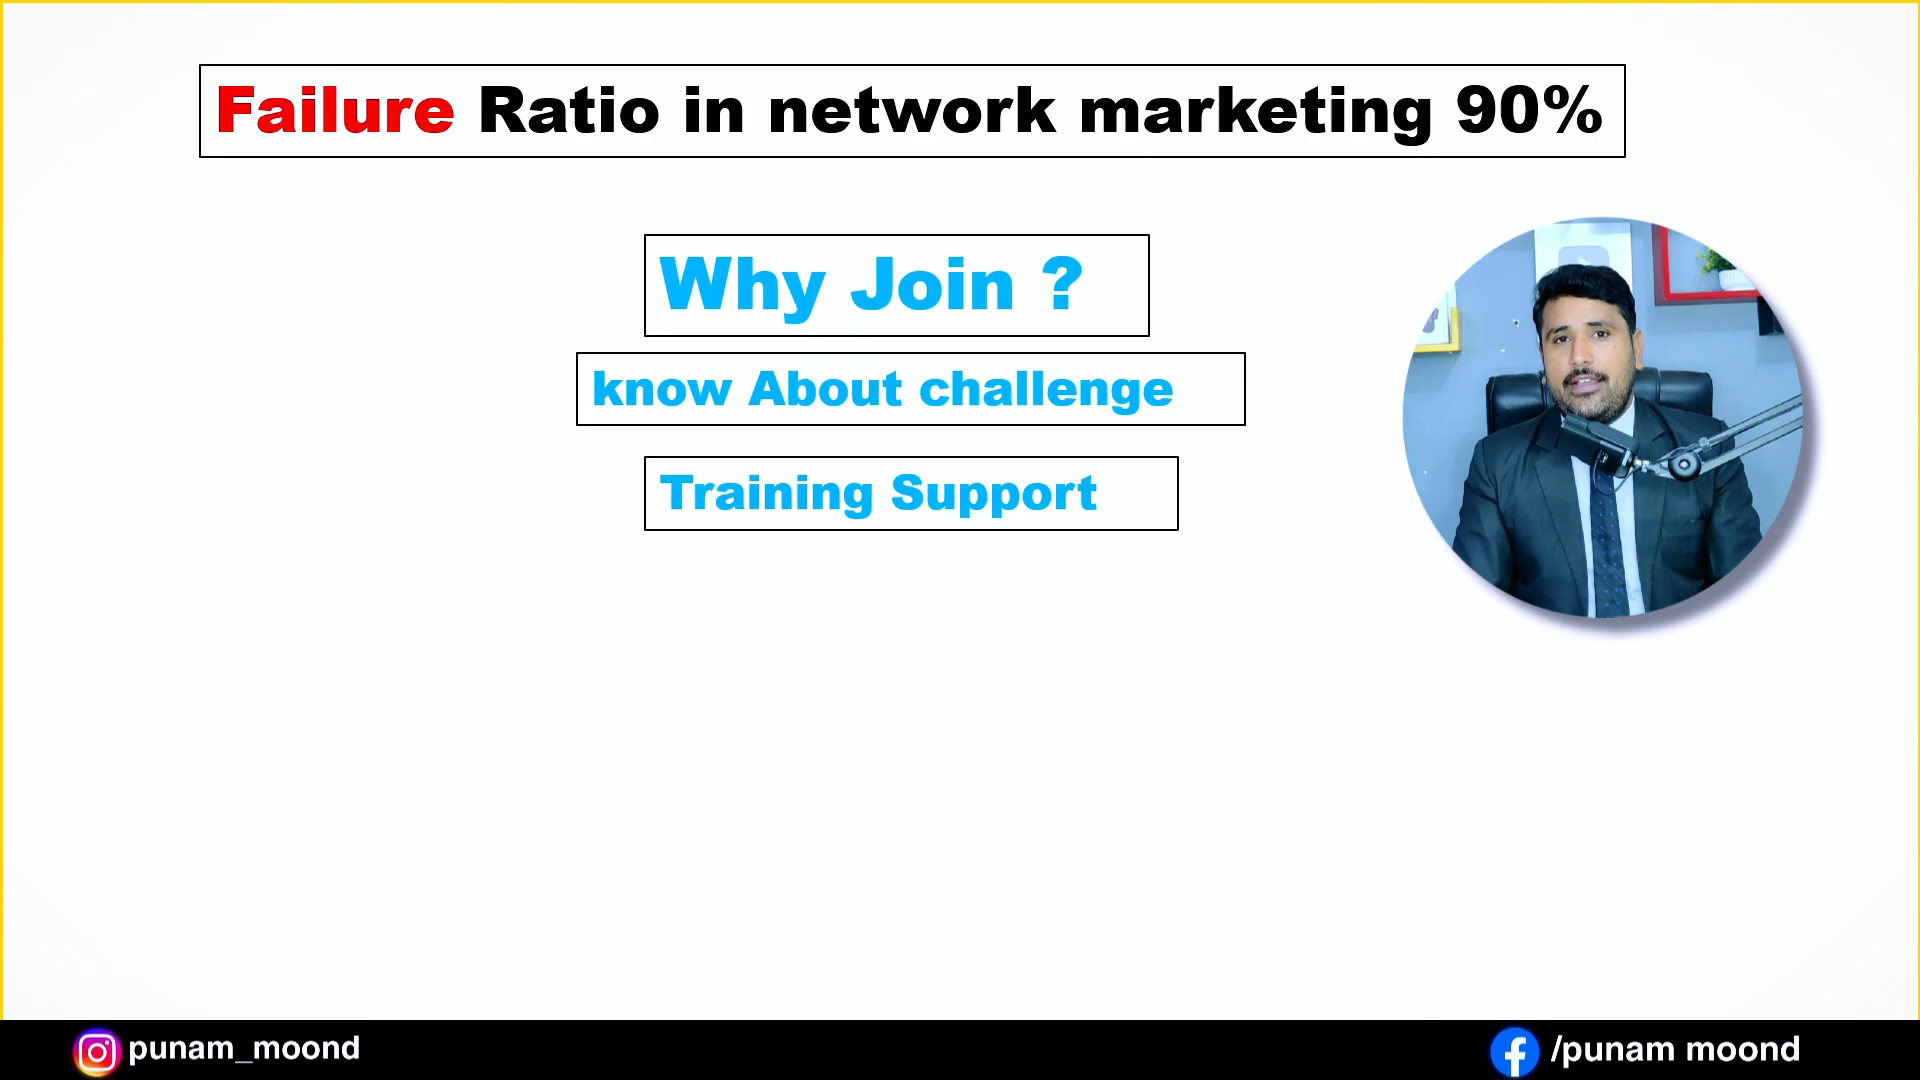 Failure Ratio in network marketing 90%
Why Join ?
know About challenge
Training Support
punam_moond
/punam moond